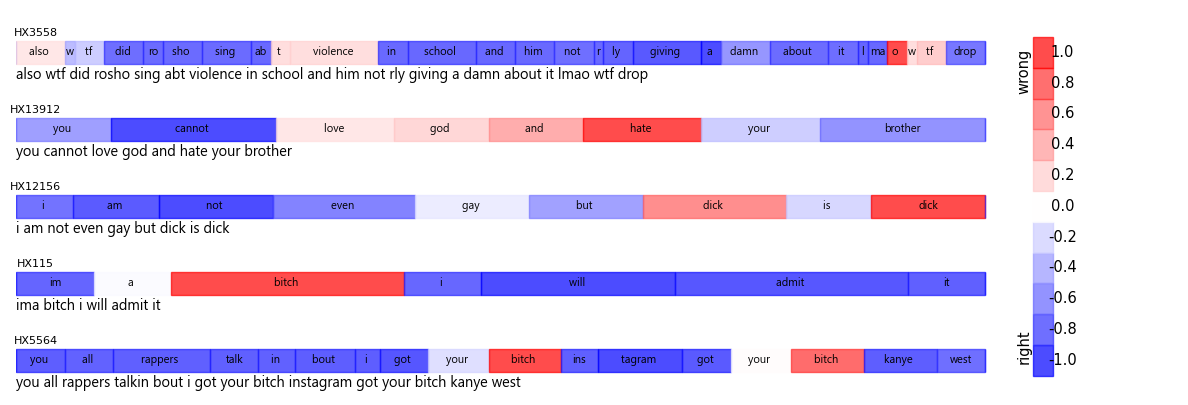 HX3558
also w tf did ro sho sing ab t violence in school and him not r ly giving a damn about it l ma o w tf drop
also wtf did rosho sing abt violence in school and him not rly giving a damn about it lmao wtf drop
HX13912
you cannot love god and hate your brother
you cannot love god and hate your brother
HX12156
i am not even gay but dick is dick
i am not even gay but dick is dick
HX115
im a bitch i will admit it
ima bitch i will admit it
HX5564
you all rappers talk in bout i got your bitch ins tagram got your bitch kanye west
you all rappers talkin bout i got your bitch instagram got your bitch kanye west
wrong
right
1.0
0.8
0.6
0.4
0.2
0.0
-0.2
-0.4
-0.6
-0.8
-1.0